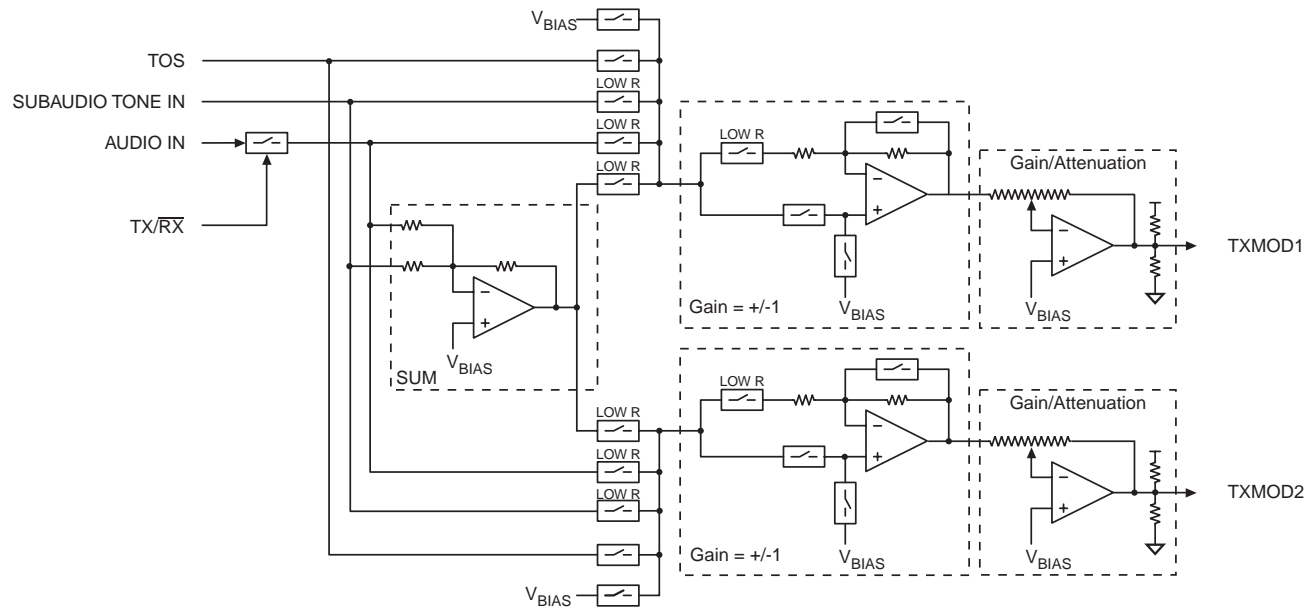 VBIAS
TOS
LOW R
SUBAUDIO TONE IN
LOW R
AUDIO IN
LOW R
TX/RX
LOW R
Gain/Attenuation
−
+
−
+
TXMOD1
VBIAS
VBIAS
Gain = +/-1
−
+
VBIAS
SUM
LOW R
Gain/Attenuation
LOW R
−
+
LOW R
LOW R
−
+
TXMOD2
VBIAS
VBIAS
Gain = +/-1
VBIAS